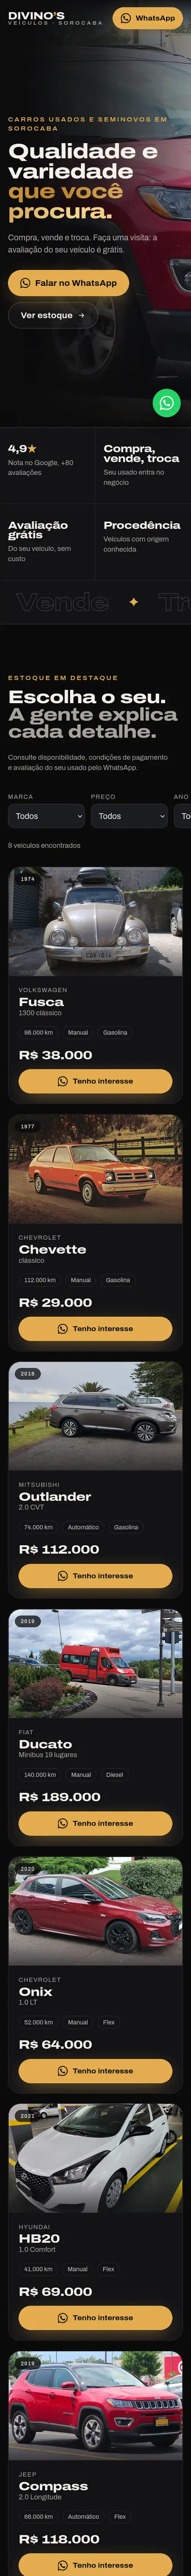 DIVINO'S
VEÍCULOS · SOROCABA
WhatsApp
CARROS USADOS E SEMINOVOS EM
SOROCABA
Qualidade e
variedade
que você
procura.
Compra, vende e troca. Faça uma visita: a
avaliação do seu veículo é grátis.
Falar no WhatsApp
Ver estoque →
4,9★
Nota no Google, +80
avaliações
Compra,
vende, troca
Seu usado entra no
negócio
Avaliação
grátis
Do seu veículo, sem
custo
Procedência
Veículos com origem
conhecida
Vende ✦ Tr
ESTOQUE EM DESTAQUE
Escolha o seu.
A gente explica
cada detalhe.
Consulte disponibilidade, condições de pagamento
e avaliação do seu usado pelo WhatsApp.
MARCA PREÇO ANO
Todos Todos To
8 veículos encontrados
1974
VOLKSWAGEN
Fusca
1300 clássico
98.000 km Manual Gasolina
R$ 38.000
Tenho interesse
1977
CHEVROLET
Chevette
clássico
112.000 km Manual Gasolina
R$ 29.000
Tenho interesse
2018
MITSUBISHI
Outlander
2.0 CVT
74.000 km Automático Gasolina
R$ 112.000
Tenho interesse
2019
FIAT
Ducato
Minibus 19 lugares
140.000 km Manual Diesel
R$ 189.000
Tenho interesse
2020
CHEVROLET
Onix
1.0 LT
52.000 km Manual Flex
R$ 64.000
Tenho interesse
2021
HYUNDAI
HB20
1.0 Comfort
41.000 km Manual Flex
R$ 69.000
Tenho interesse
2019
JEEP
Compass
2.0 Longitude
68.000 km Automático Flex
R$ 118.000
Tenho interesse